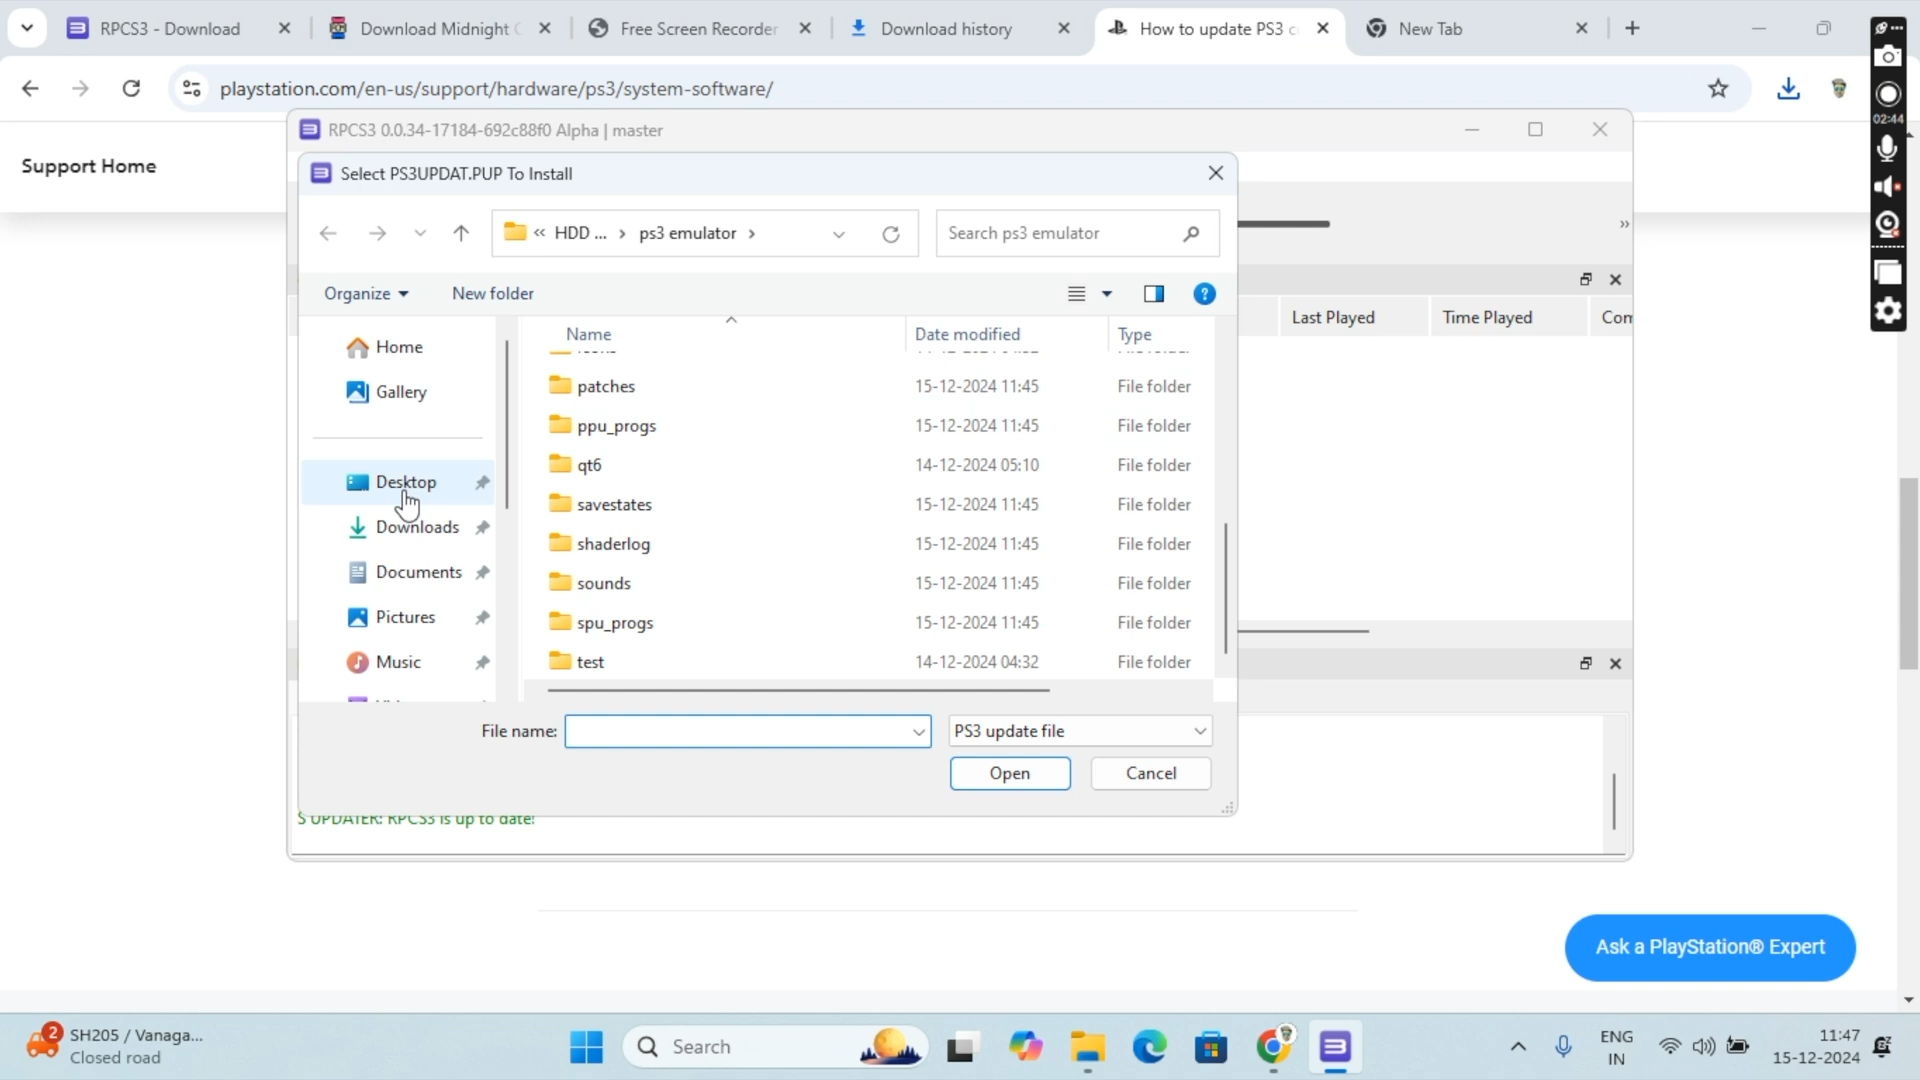 RPCS3 - Download
Download Midnight C
Free Screen Recorder
Download history
How to update PS3 c
New Tab
playstation.com/en-us/support/hardware/ps3/system-software/
02:44
RPCS3 0.0.34-17184-692c88f0 Alpha | master
Support Home
Select PS3UPDAT.PUP To Install
« HDD ... › ps3 emulator ›
Search ps3 emulator
Organize
New folder
Last Played
Time Played
Com
Name
Date modified
Type
Home
Gallery
Desktop
Downloads
Documents
Pictures
Music
patches 15-12-2024 11:45 File folder
ppu_progs 15-12-2024 11:45 File folder
qt6 14-12-2024 05:10 File folder
savestates 15-12-2024 11:45 File folder
shaderlog 15-12-2024 11:45 File folder
sounds 15-12-2024 11:45 File folder
spu_progs 15-12-2024 11:45 File folder
test 14-12-2024 04:32 File folder
File name:
PS3 update file
Open
Cancel
S UPDATER: RPCS3 is up to date!
Ask a PlayStation® Expert
2
SH205 / Vanaga...
Closed road
Search
ENG
IN
11:47
15-12-2024